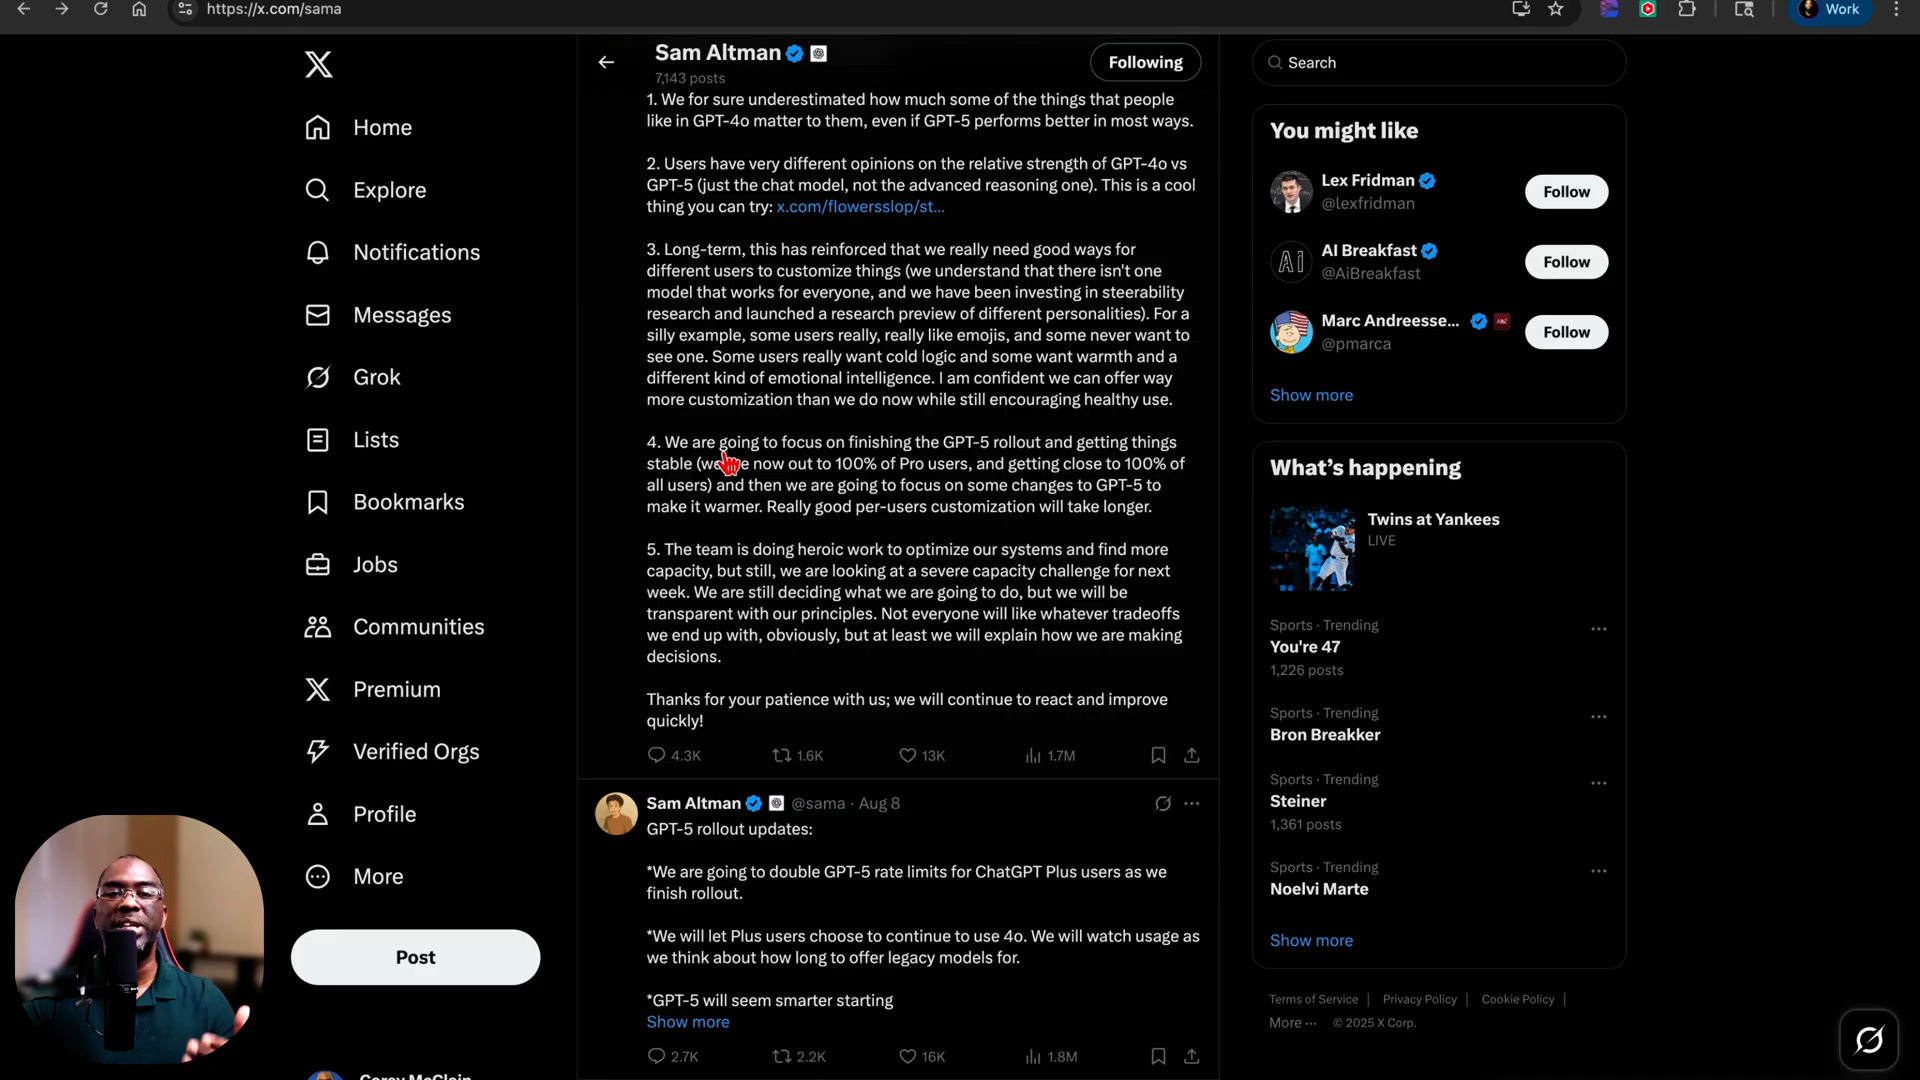 https://x.com/sama
Work
Home
Explore
Notifications
Messages
Grok
Lists
Bookmarks
Jobs
Communities
Premium
Verified Orgs
Profile
More
Post
Sam Altman
7,143 posts
Following
1. We for sure underestimated how much some of the things that people
like in GPT-4o matter to them, even if GPT-5 performs better in most ways.
2. Users have very different opinions on the relative strength of GPT-4o vs
GPT-5 (just the chat model, not the advanced reasoning one). This is a cool
thing you can try: x.com/flowersslop/st...
3. Long-term, this has reinforced that we really need good ways for
different users to customize things (we understand that there isn't one
model that works for everyone, and we have been investing in steerability
research and launched a research preview of different personalities). For a
silly example, some users really, really like emojis, and some never want to
see one. Some users really want cold logic and some want warmth and a
different kind of emotional intelligence. I am confident we can offer way
more customization than we do now while still encouraging healthy use.
4. We are going to focus on finishing the GPT-5 rollout and getting things
stable ( now out to 100% of Pro users, and getting close to 100% of
all users) and then we are going to focus on some changes to GPT-5 to
make it warmer. Really good per-users customization will take longer.
5. The team is doing heroic work to optimize our systems and find more
capacity, but still, we are looking at a severe capacity challenge for next
week. We are still deciding what we are going to do, but we will be
transparent with our principles. Not everyone will like whatever tradeoffs
we end up with, obviously, but at least we will explain how we are making
decisions.
Thanks for your patience with us; we will continue to react and improve
quickly!
4.3K 1.6K 13K 1.7M
Sam Altman @sama · Aug 8
GPT-5 rollout updates:
*We are going to double GPT-5 rate limits for ChatGPT Plus users as we
finish rollout.
*We will let Plus users choose to continue to use 4o. We will watch usage as
we think about how long to offer legacy models for.
*GPT-5 will seem smarter starting
Show more
2.7K 2.2K 16K 1.8M
Search
You might like
Lex Fridman
@lexfridman
Follow
Ai
AI Breakfast
@AiBreakfast
Follow
Marc Andreesse...
@pmarca
Follow
Show more
What's happening
Twins at Yankees
LIVE
Sports · Trending
You're 47
1,226 posts
Sports · Trending
Bron Breakker
Sports · Trending
Steiner
1,361 posts
Sports · Trending
Noelvi Marte
Show more
Terms of Service | Privacy Policy | Cookie Policy |
More ··· © 2025 X Corp.